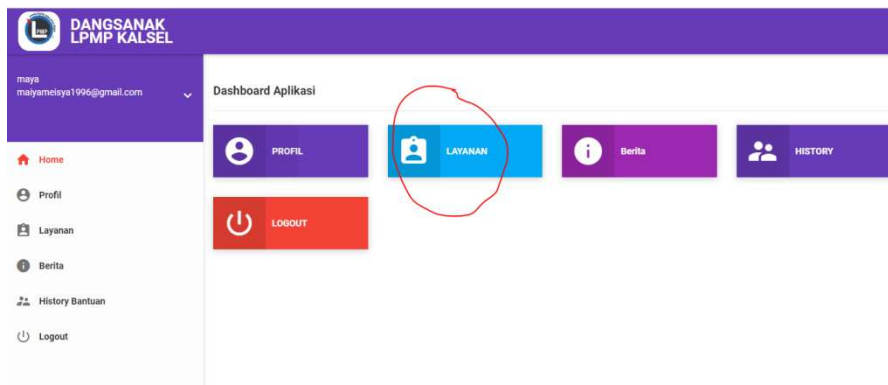 LPMP
DANGSANAK
LPMP KALSEL
maya
maiyameisya1996@gmail.com
Home
Profil
Layanan
Berita
History Bantuan
Logout
Dashboard Aplikasi
PROFIL
LAYANAN
Berita
HISTORY
LOGOUT